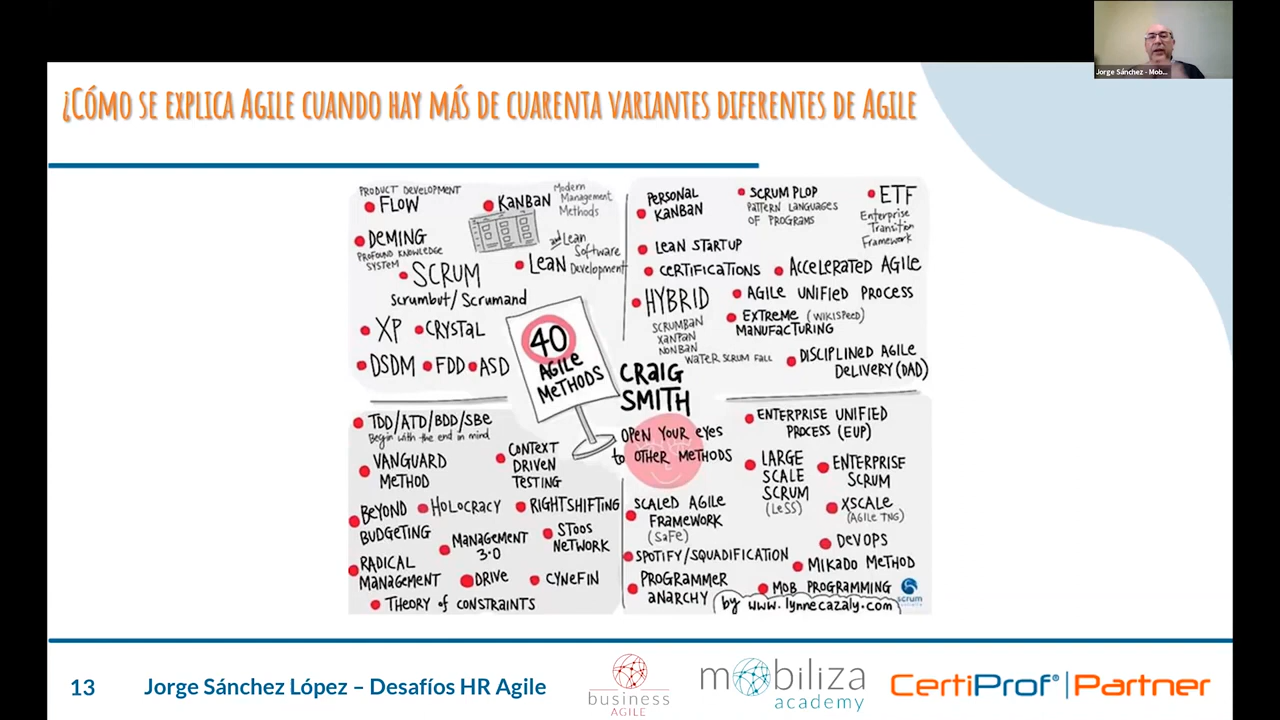 Jorge Sánchez - Mob...
¿Cómo se explica Agile cuando hay más de cuarenta variantes diferentes de Agile
PRODUCT DEVELOPMENT
FLOW
KANBAN
Modern
Management
Methods
DEMING
PROFOUND KNOWLEDGE
SYSTEM
SCRUM
Scrumbut/Scrumand
LEAN
and Lean
Software
Development
XP
CRYSTAL
DSDM
FDD
ASD
40
AGILE
METHODS
CRAIG
SMITH
OPEN YOUR EYES
to OTHER METHODS
PERSONAL
KANBAN
SCRUM PLOP
PATTERN LANGUAGES
OF PROGRAMS
ETF
Enterprise
Transition
Framework
LEAN STARTUP
CERTIFICATIONS
ACCELERATED AGILE
HYBRID
SCRUMBAN
XANPAN
NONBAN
WATER SCRUM FALL
AGILE UNIFIED PROCESS
EXTREME (WIKISPEED)
MANUFACTURING
DISCIPLINED AGILE
DELIVERY (DAD)
TDD/ATD/BDD/SBE
Begin with the end in mind
VANGUARD
METHOD
CONTEXT
DRIVEN
TESTING
BEYOND
BUDGETING
HOLOCRACY
RIGHTSHIFTING
MANAGEMENT
3.0
STOOS
NETWORK
RADICAL
MANAGEMENT
DRIVE
CYNEFIN
THEORY of CONSTRAINTS
ENTERPRISE UNIFIED
PROCESS (EUP)
LARGE
SCALE
SCRUM
(LeSS)
ENTERPRISE
SCRUM
SCALED AGILE
FRAMEWORK
(SaFe)
XSCALE
(AGILE TNG)
DEVOPS
SPOTIFY/SQUADIFICATION
MIKADO METHOD
PROGRAMMER
ANARCHY
MOB PROGRAMMING
by www.lynnecazaly.com
scrum
13
Jorge Sánchez López – Desafíos HR Agile
business
AGILE
mobiliza
academy
CertiProf® | Partner